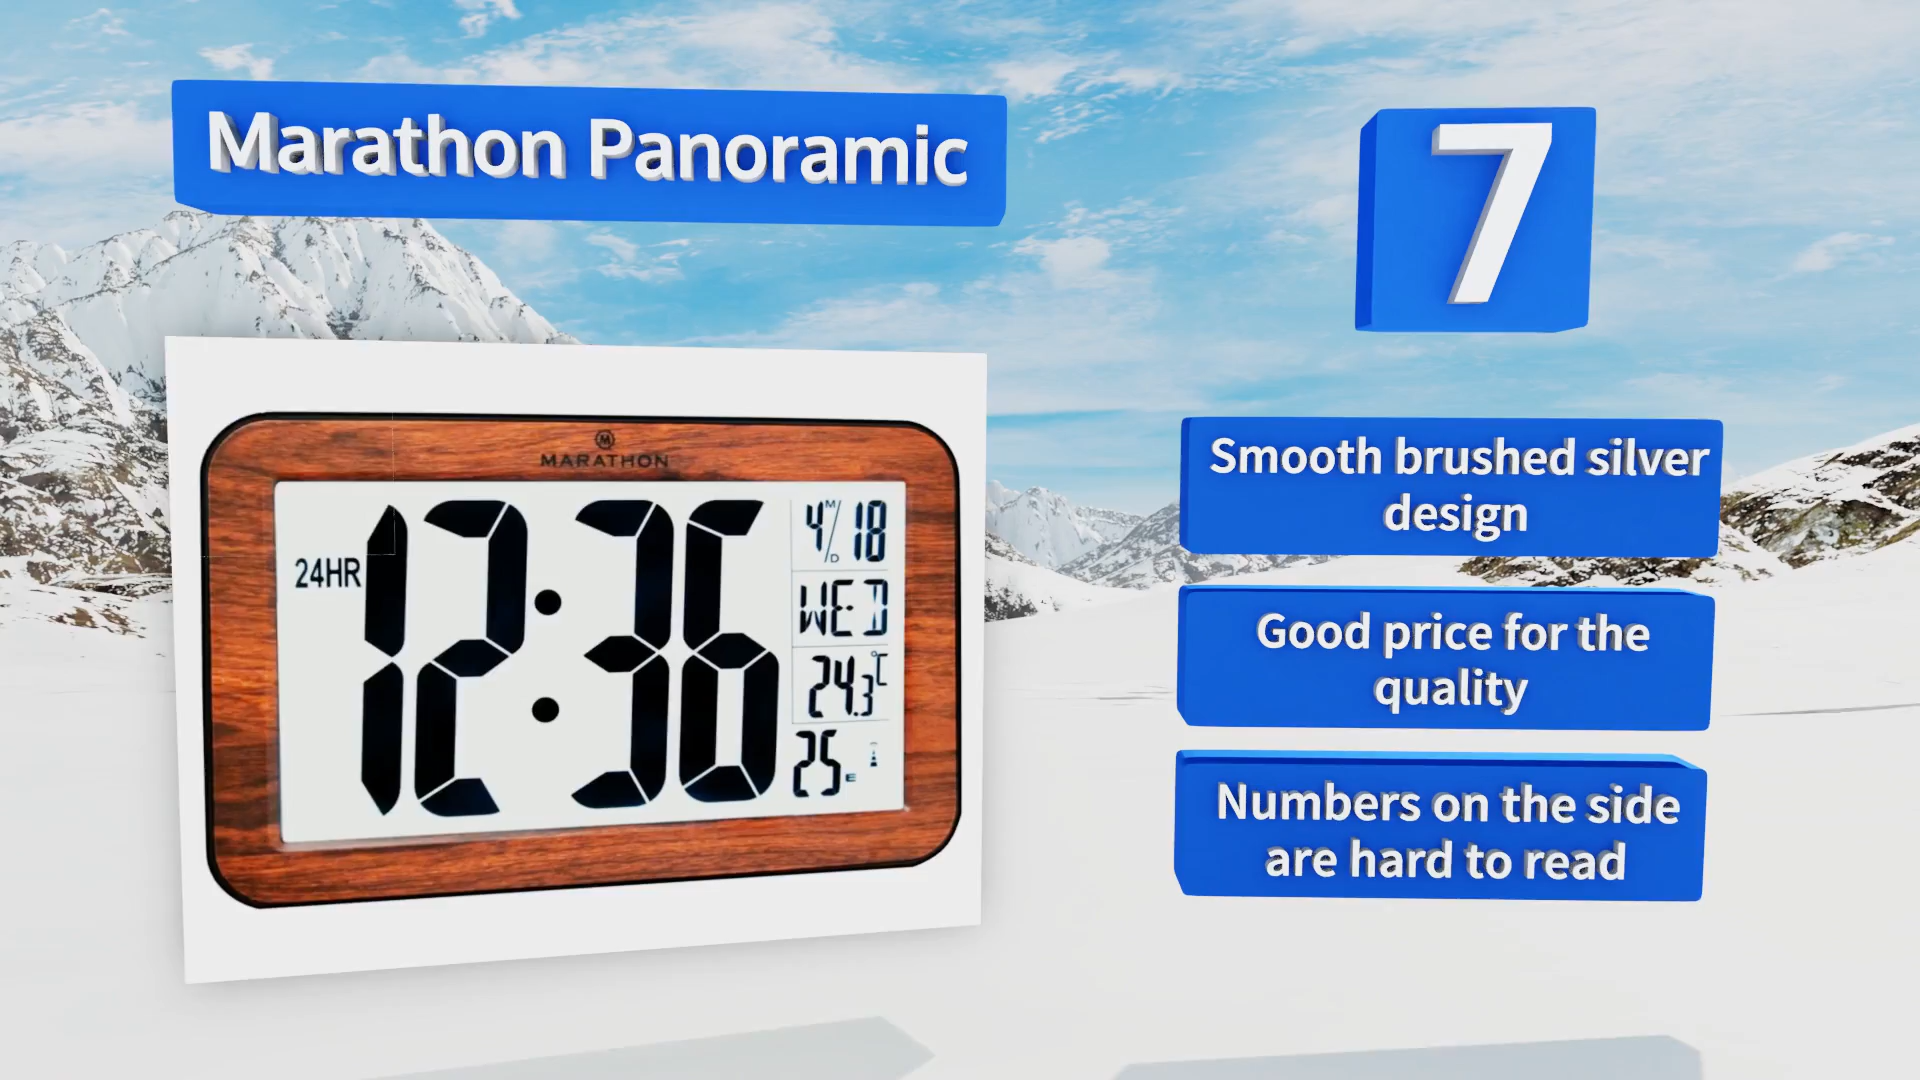 Marathon Panoramic
7
M
MARATHON
24HR
12:36
4/18
M
D
WED
24.3°C
25 E
Smooth brushed silver
design
Good price for the
quality
Numbers on the side
are hard to read